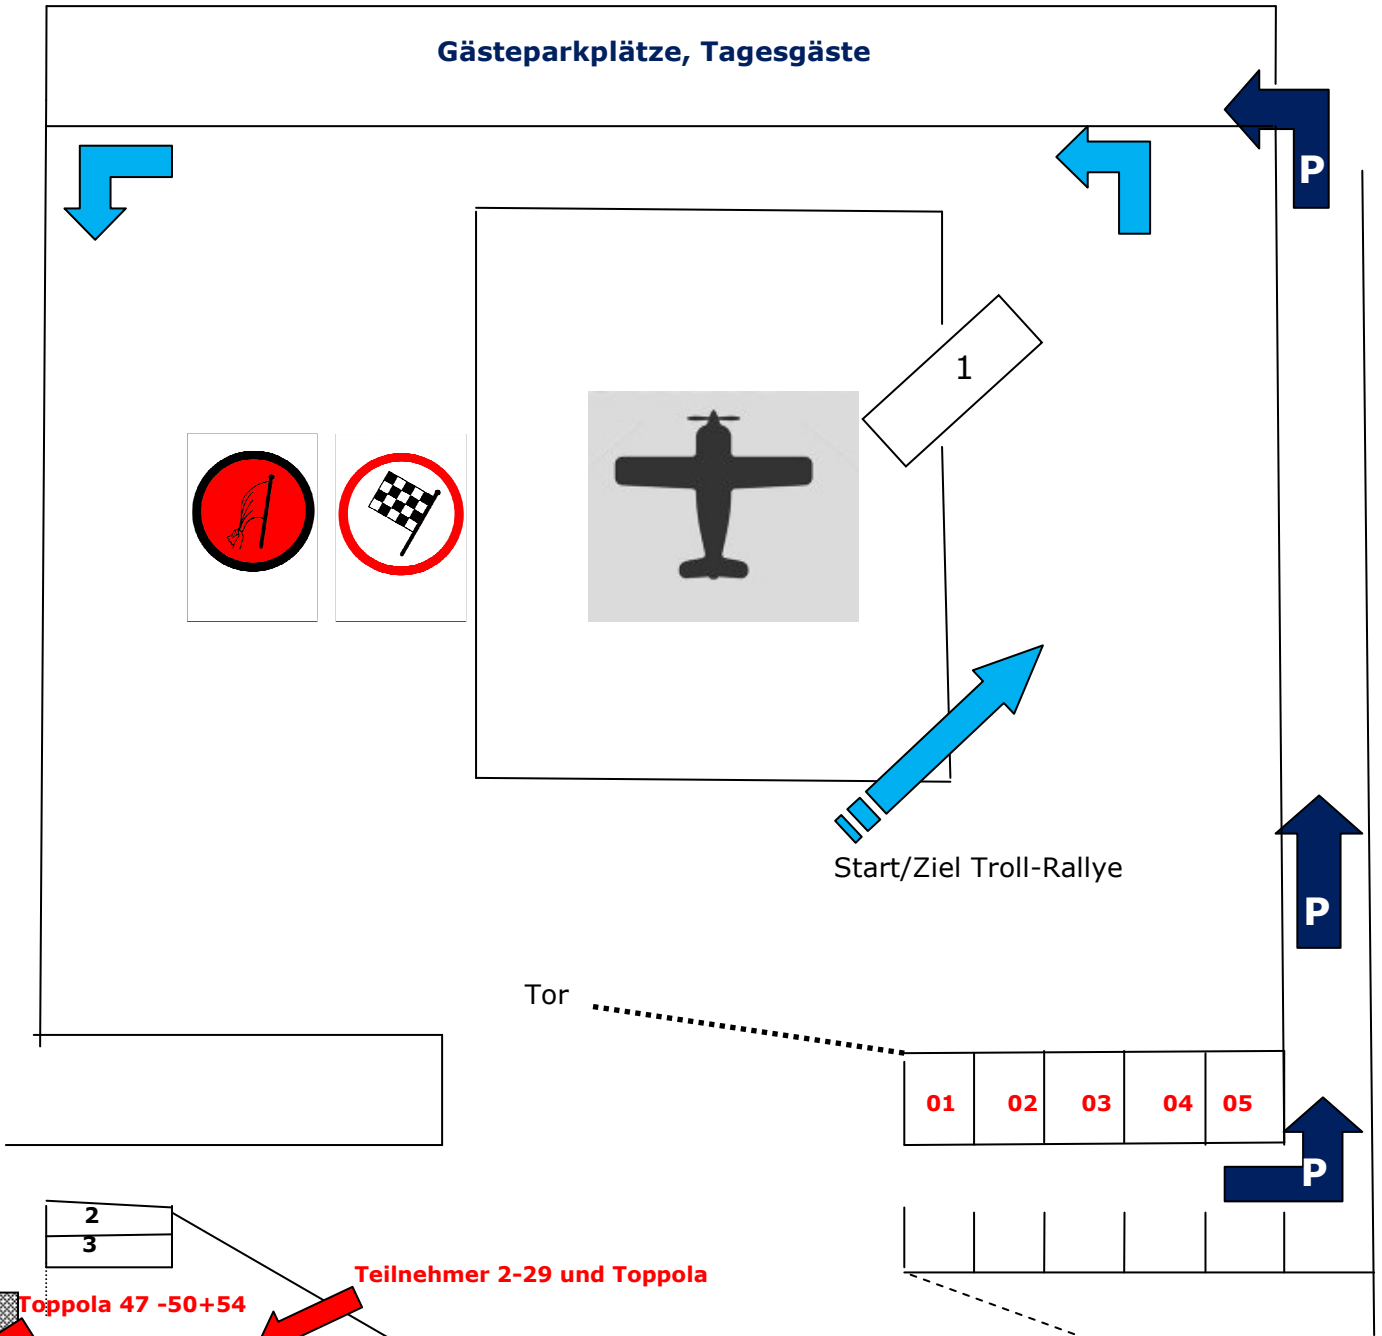 Gästeparkplätze, Tagesgäste
P
1
Start/Ziel Troll-Rallye
P
Tor
01 02 03 04 05
P
2
3
Teilnehmer 2-29 und Toppola
Toppola 47 -50+54